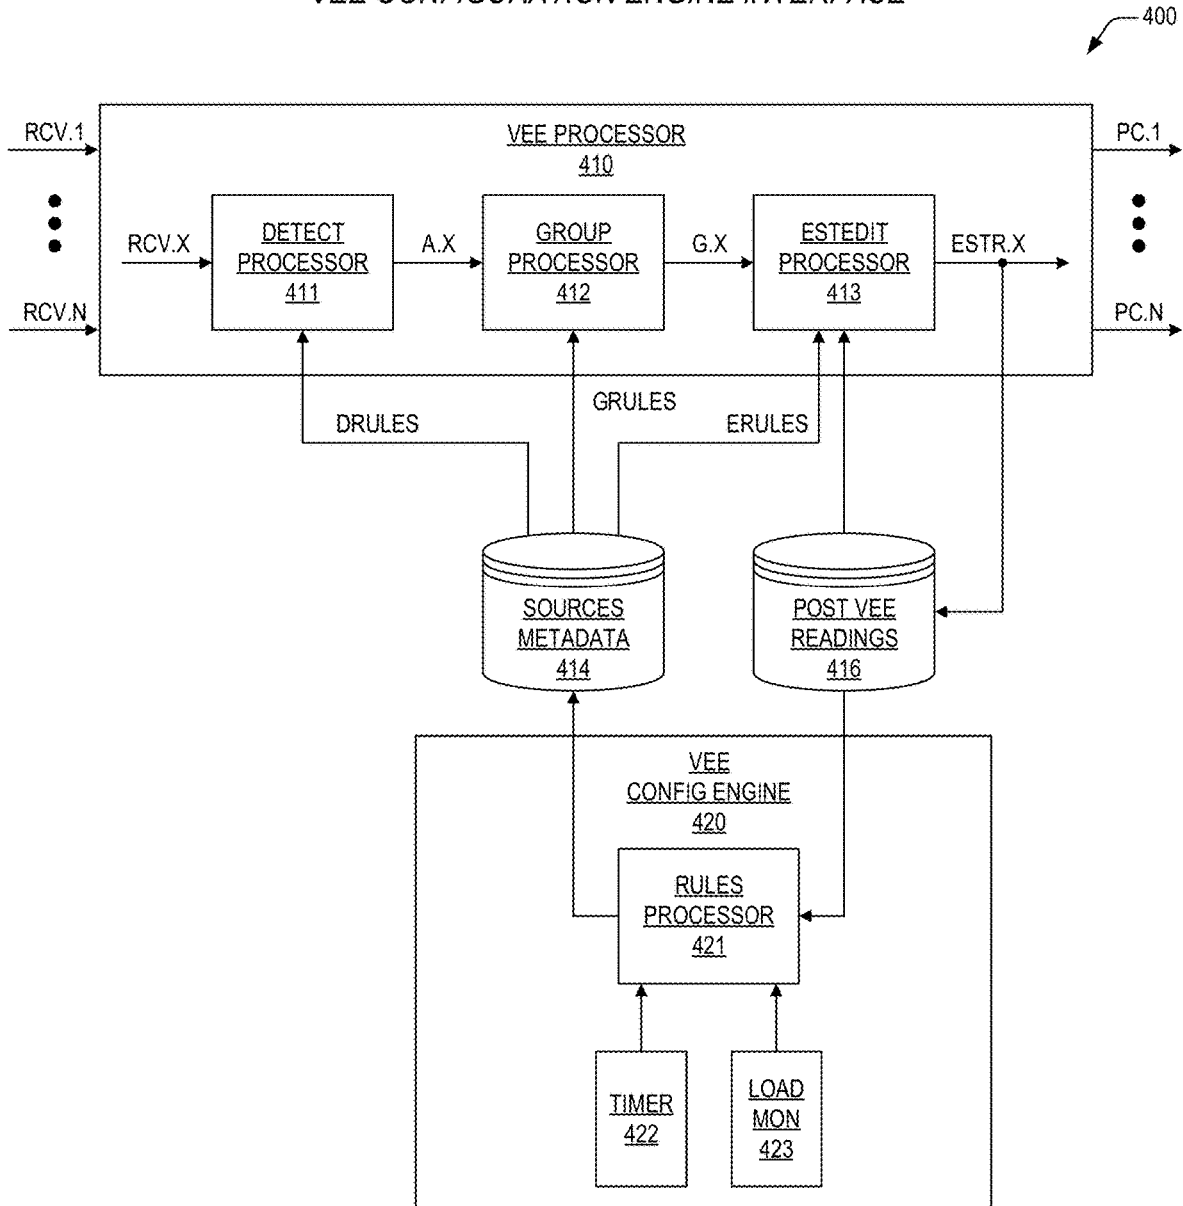 400
RCV.1
VEE PROCESSOR
410
PC.1
RCV.X
DETECT
PROCESSOR
411
A.X
GROUP
PROCESSOR
412
G.X
ESTEDIT
PROCESSOR
413
ESTR.X
RCV.N
PC.N
DRULES
GRULES
ERULES
SOURCES
METADATA
414
POST VEE
READINGS
416
VEE
CONFIG ENGINE
420
RULES
PROCESSOR
421
TIMER
422
LOAD
MON
423